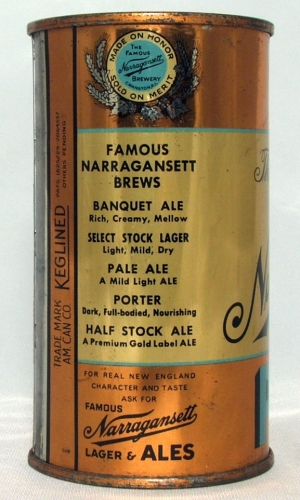 MADE ON HONOR
THE
FAMOUS
Narragansett
BREWERY
CRANSTON R.I.
SOLD ON MERIT
FAMOUS
NARRAGANSETT
BREWS
BANQUET ALE
Rich, Creamy, Mellow
SELECT STOCK LAGER
Light, Mild, Dry
PALE ALE
A Mild Light ALE
PORTER
Dark, Full-bodied, Nourishing
HALF STOCK ALE
A Premium Gold Label ALE
FOR REAL NEW ENGLAND
CHARACTER AND TASTE
ASK FOR
FAMOUS
Narragansett
LAGER & ALES
TRADE MARK
AM CAN CO.
KEGLINED
OTHERS PENDING